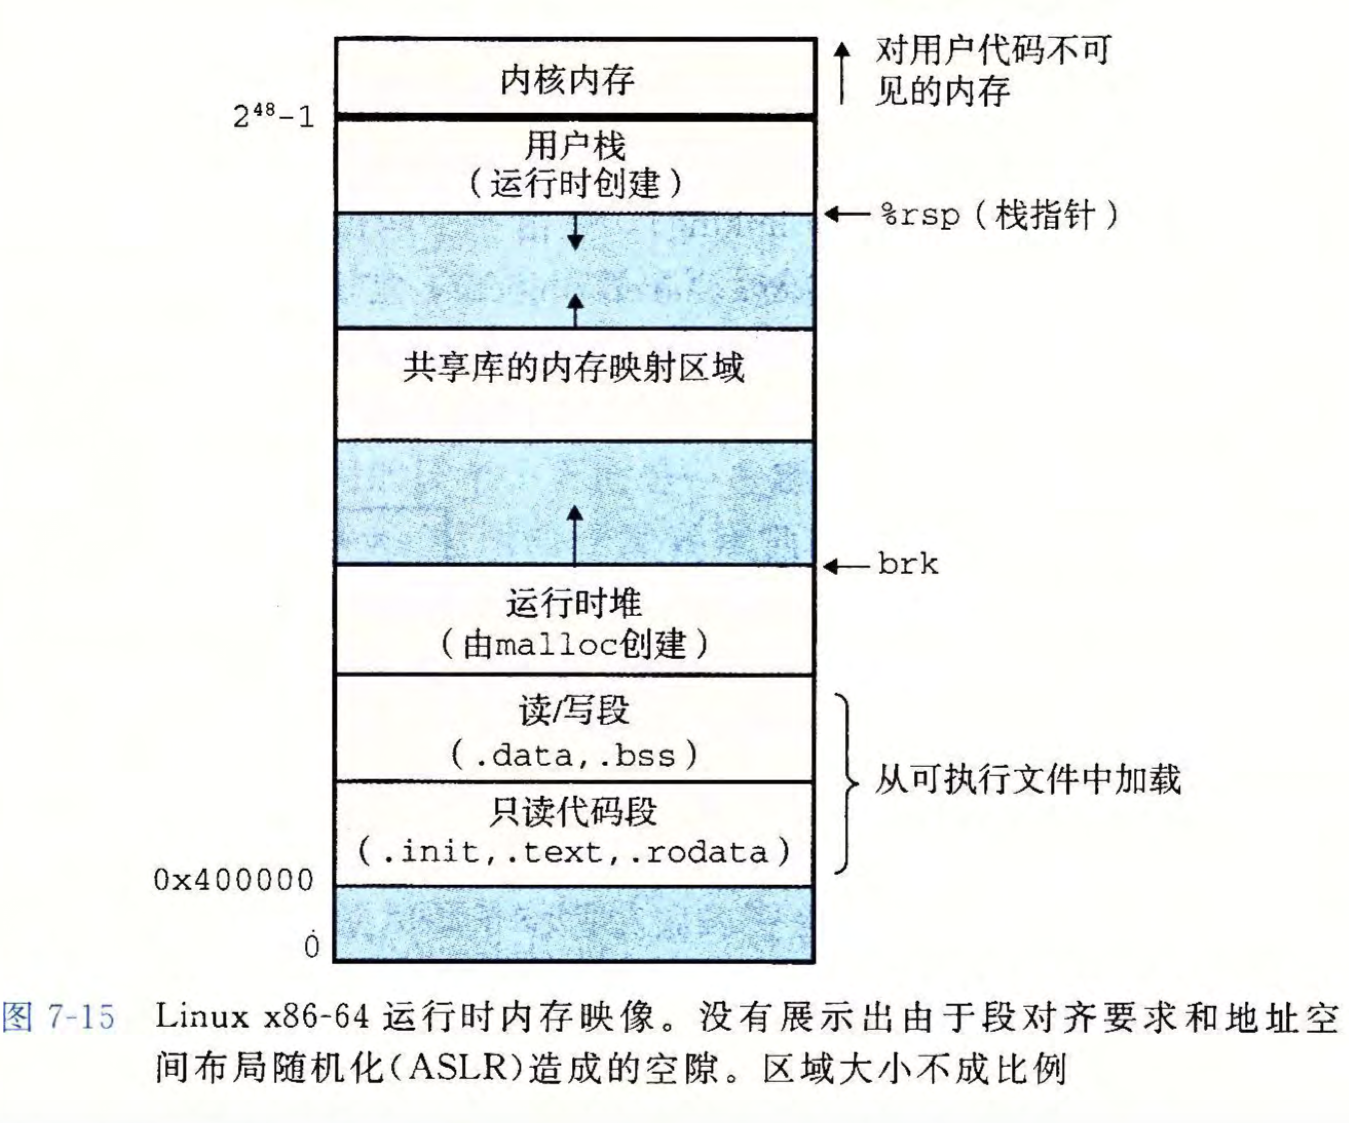 内核内存
对用户代码不可
见的内存
2⁴⁸-1
用户栈
(运行时创建)
%rsp(栈指针)
共享库的内存映射区域
brk
运行时堆
(由malloc创建)
读/写段
(.data,.bss)
从可执行文件中加载
只读代码段
(.init,.text,.rodata)
0x400000
0
图 7-15 Linux x86-64 运行时内存映像。没有展示出由于段对齐要求和地址空
间布局随机化(ASLR)造成的空隙。区域大小不成比例